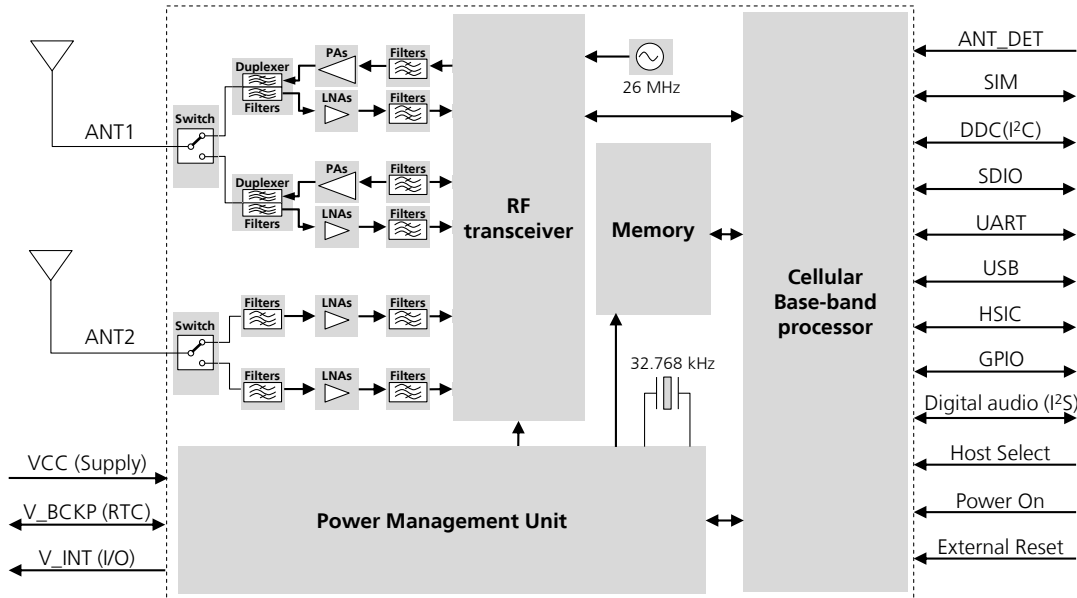 ANT1
Switch
Duplexer
Filters
PAs
Filters
LNAs
Filters
Duplexer
Filters
PAs
Filters
LNAs
Filters
ANT2
Switch
Filters
LNAs
Filters
Filters
LNAs
Filters
RF
transceiver
26 MHz
Memory
32.768 kHz
Cellular
Base-band
processor
Power Management Unit
VCC (Supply)
V_BCKP (RTC)
V_INT (I/O)
ANT_DET
SIM
DDC(I²C)
SDIO
UART
USB
HSIC
GPIO
Digital audio (I²S)
Host Select
Power On
External Reset